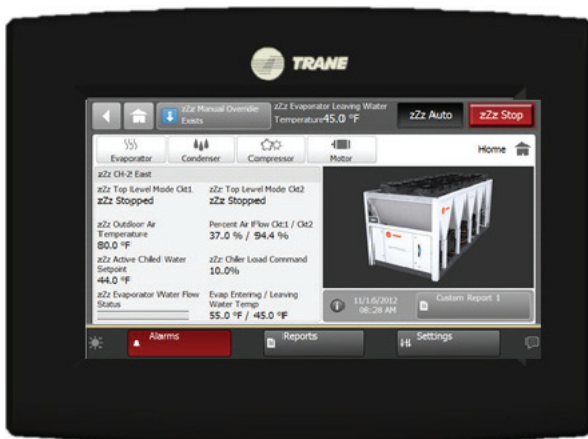 TRANE
zZz Manual Override
Exists
zZz Evaporator Leaving Water
Temperature45.0 °F
zZz Auto
zZz Stop
Evaporator
Condenser
Compressor
Motor
Home
zZz CH-2 East
zZz Top Level Mode Ckt1
zZz Stopped
zZz Top Level Mode Ckt2
zZz Stopped
zZz Outdoor Air
Temperature
80.0 °F
Percent Air Flow Ckt1 / Ckt2
37.0 % / 94.4 %
zZz Active Chilled Water
Setpoint
44.0 °F
zZz Chiller Load Command
10.0%
zZz Evaporator Water Flow
Status
Evap Entering / Leaving
Water Temp
55.0 °F / 45.0 °F
11/16/2012
08:28 AM
Custom Report 1
Alarms
Reports
Settings